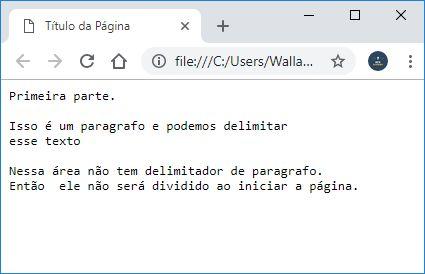 Título da Página
file:///C:/Users/Walla...
Primeira parte.
Isso é um paragrafo e podemos delimitar
esse texto
Nessa área não tem delimitador de paragrafo.
Então  ele não será dividido ao iniciar a página.